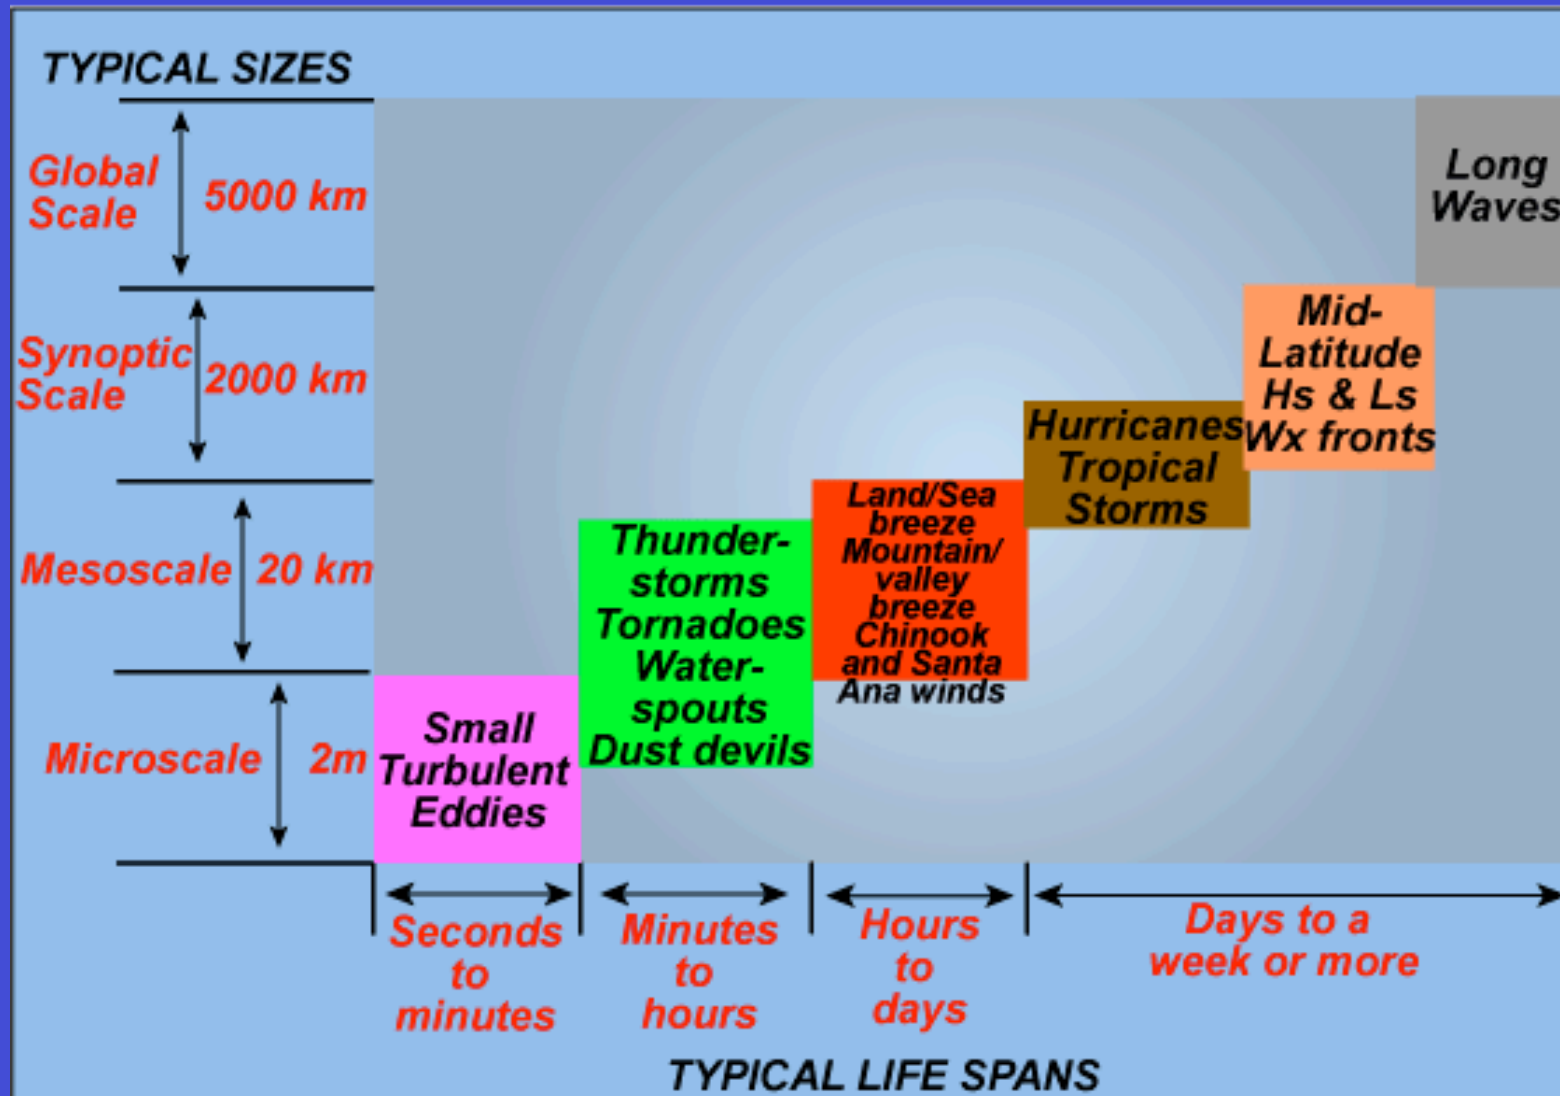 TYPICAL SIZES
Global
Scale
5000 km
Synoptic
Scale
2000 km
Mesoscale
20 km
Microscale
2m
Small
Turbulent
Eddies
Thunder-
storms
Tornadoes
Water-
spouts
Dust devils
Land/Sea
breeze
Mountain/
valley
breeze
Chinook
and Santa
Ana winds
Hurricanes
Tropical
Storms
Mid-
Latitude
Hs & Ls
Wx fronts
Long
Waves
Seconds
to
minutes
Minutes
to
hours
Hours
to
days
Days to a
week or more
TYPICAL LIFE SPANS